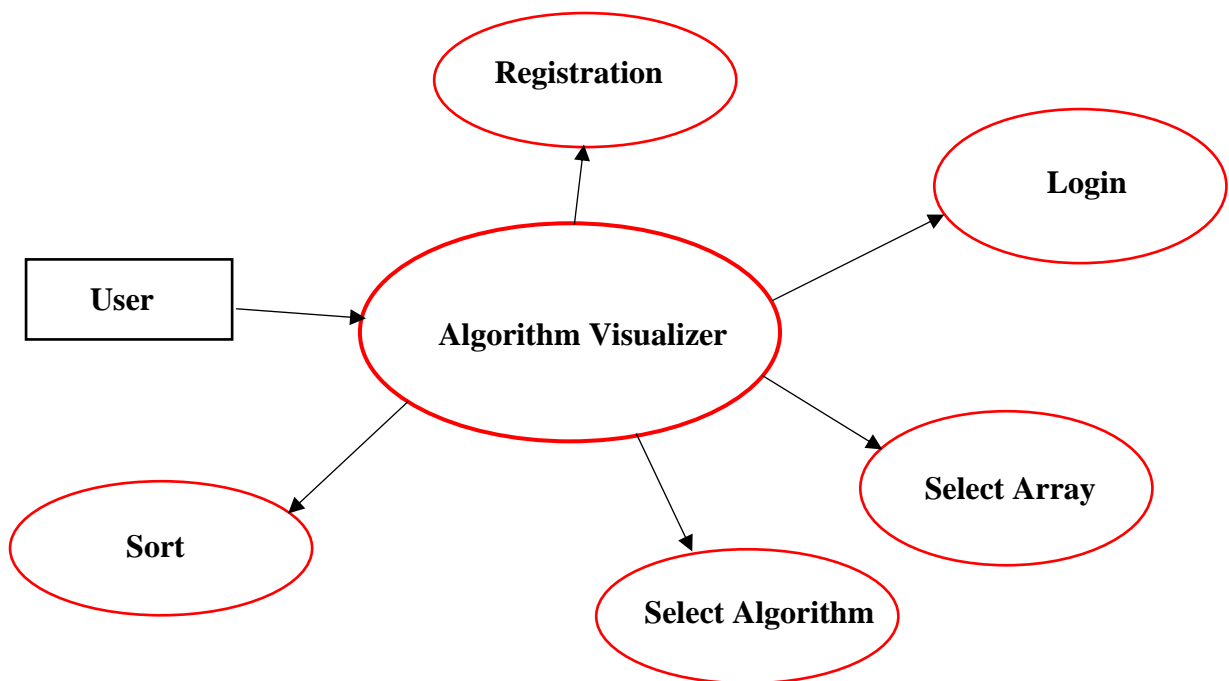 Registration
Login
User
Algorithm Visualizer
Select Array
Sort
Select Algorithm